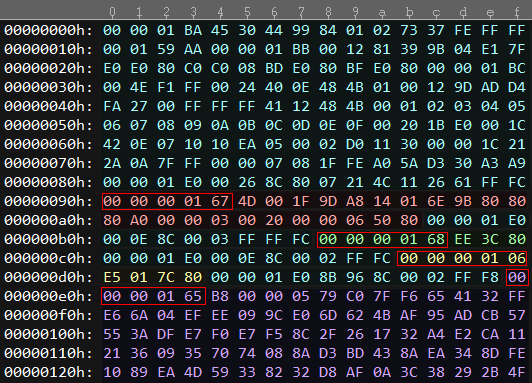 0 1 2 3 4 5 6 7 8 9 a b c d e f
00000000h: 00 00 01 BA 45 30 44 99 84 01 02 73 37 FE FF FF
00000010h: 00 01 59 AA 00 00 01 BB 00 12 81 39 9B 04 E1 7F
00000020h: E0 E0 80 C0 C0 08 BD E0 80 BF E0 80 00 00 01 BC
00000030h: 00 4E F1 FF 00 24 40 0E 48 4B 01 00 12 9D AD D4
00000040h: FA 27 00 FF FF FF 41 12 48 4B 00 01 02 03 04 05
00000050h: 06 07 08 09 0A 0B 0C 0D 0E 0F 00 20 1B E0 00 1C
00000060h: 42 0E 07 10 10 EA 05 00 02 D0 11 30 00 00 1C 21
00000070h: 2A 0A 7F FF 00 00 07 08 1F FE A0 5A D3 30 A3 A9
00000080h: 00 00 01 E0 00 26 8C 80 07 21 4C 11 26 61 FF FC
00000090h: 00 00 00 01 67 4D 00 1F 9D A8 14 01 6E 9B 80 80
000000a0h: 80 A0 00 00 03 00 20 00 00 06 50 80 00 00 01 E0
000000b0h: 00 0E 8C 00 03 FF FF FC 00 00 00 01 68 EE 3C 80
000000c0h: 00 00 01 E0 00 0E 8C 00 02 FF FC 00 00 00 01 06
000000d0h: E5 01 7C 80 00 00 01 E0 8B 96 8C 00 02 FF F8 00
000000e0h: 00 00 01 65 B8 00 00 05 79 C0 7F F6 65 41 32 FF
000000f0h: E6 6A 04 EF EE 09 9C E0 6D 62 4B AF 95 AD CB 57
00000100h: 55 3A DF E7 F0 E7 F5 8C 2F 26 17 32 A4 E2 CA 11
00000110h: 21 36 09 35 70 74 08 8A D3 BD 43 8A EA 34 8D FE
00000120h: 10 89 EA 4D 59 33 82 32 D8 AF 0A 3C 38 29 2B 4F